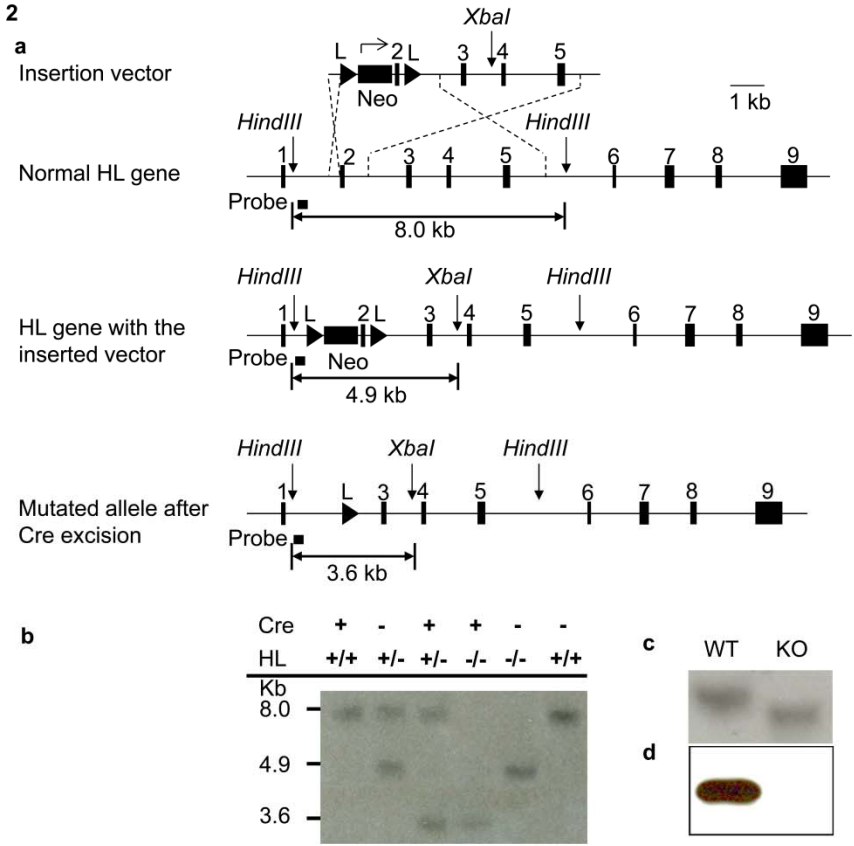 2
a
XbaI
L 2 L 3 4 5
Insertion vector
Neo
1 kb
HindIII HindIII
1 2 3 4 5 6 7 8 9
Normal HL gene
Probe
8.0 kb
HindIII XbaI HindIII
1 L 2 L 3 4 5 6 7 8 9
HL gene with the
inserted vector
Probe Neo
4.9 kb
HindIII XbaI HindIII
1 L 3 4 5 6 7 8 9
Mutated allele after
Cre excision
Probe
3.6 kb
b
Cre + - + + - -
HL +/+ +/- +/- -/- -/- +/+
Kb
8.0
4.9
3.6
c
WT KO
d